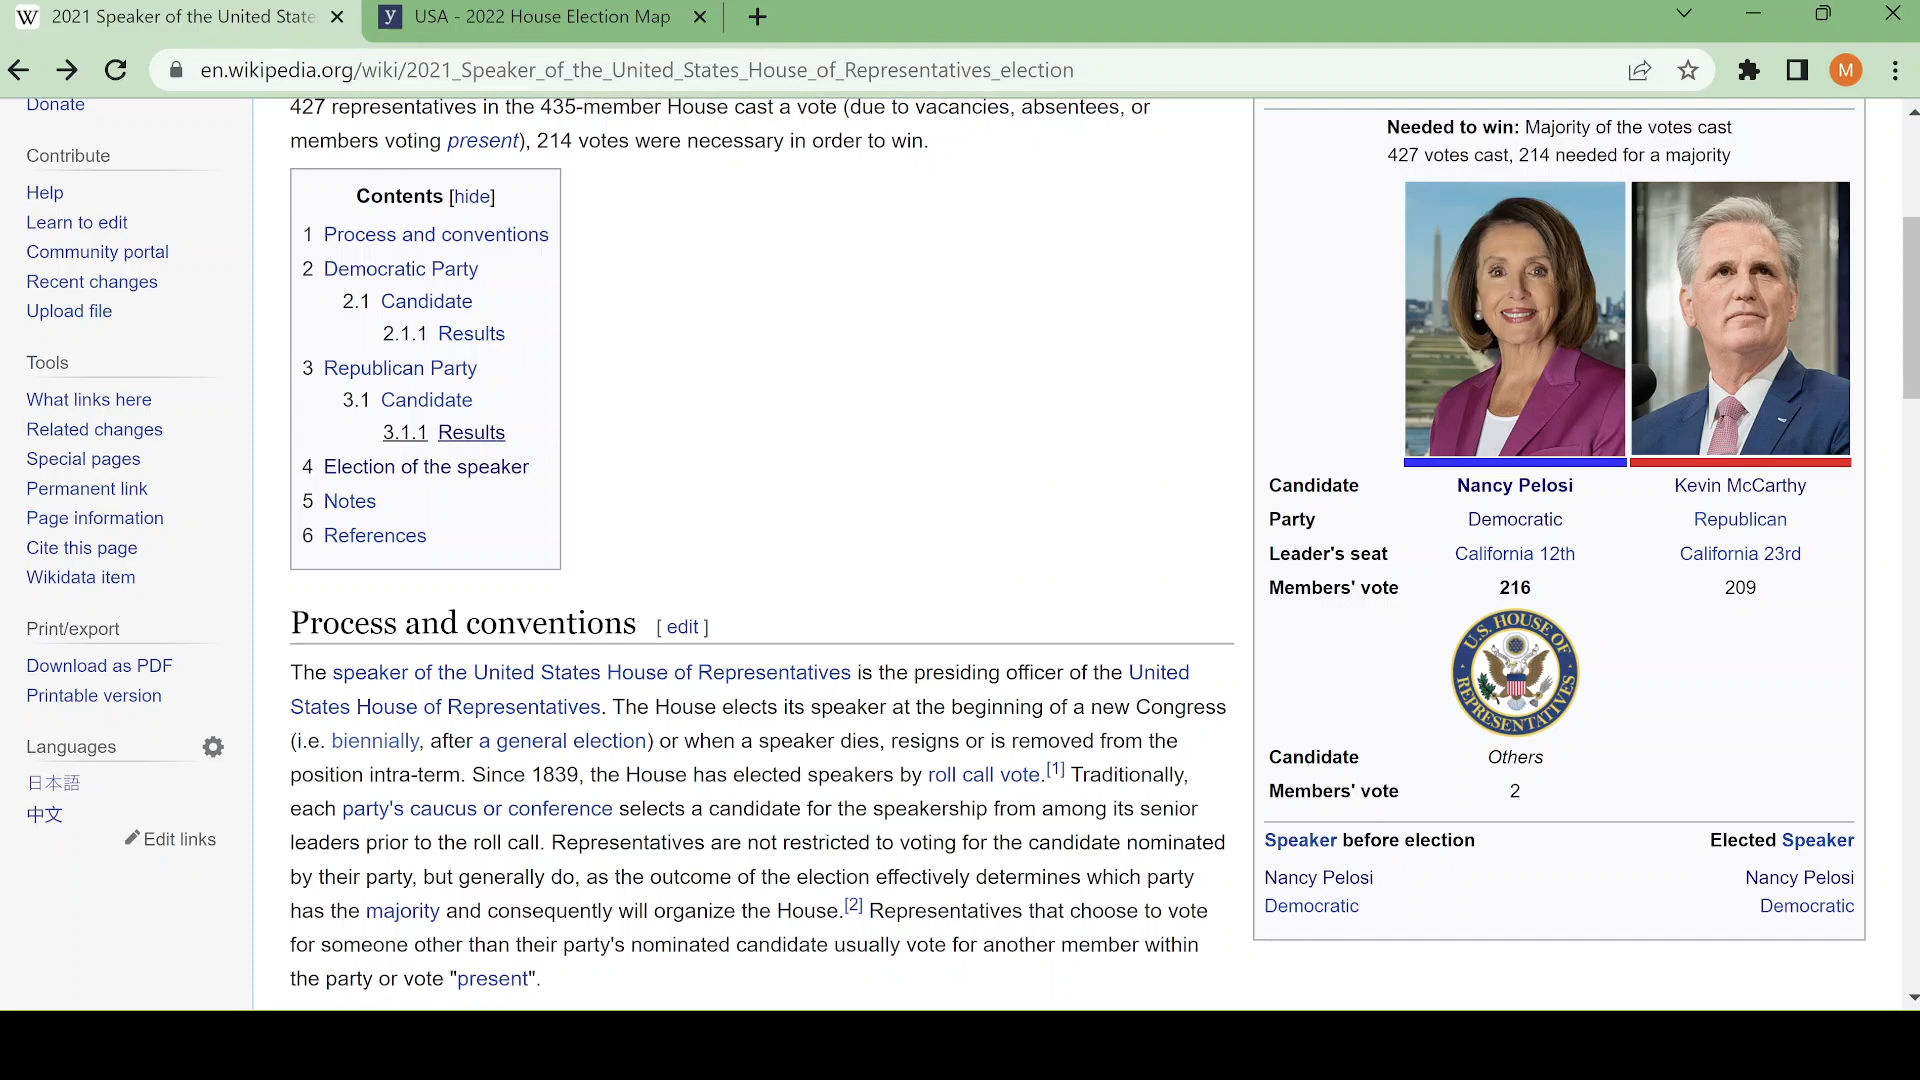 2021 Speaker of the United State
USA - 2022 House Election Map
en.wikipedia.org/wiki/2021_Speaker_of_the_United_States_House_of_Representatives_election
M
Donate
Contribute
Help
Learn to edit
Community portal
Recent changes
Upload file
Tools
What links here
Related changes
Special pages
Permanent link
Page information
Cite this page
Wikidata item
Print/export
Download as PDF
Printable version
Languages
日本語
中文
Edit links
427 representatives in the 435-member House cast a vote (due to vacancies, absentees, or
members voting present), 214 votes were necessary in order to win.
Contents [hide]
1 Process and conventions
2 Democratic Party
2.1 Candidate
2.1.1 Results
3 Republican Party
3.1 Candidate
3.1.1 Results
4 Election of the speaker
5 Notes
6 References
Process and conventions [ edit ]
The speaker of the United States House of Representatives is the presiding officer of the United
States House of Representatives. The House elects its speaker at the beginning of a new Congress
(i.e. biennially, after a general election) or when a speaker dies, resigns or is removed from the
position intra-term. Since 1839, the House has elected speakers by roll call vote.[1] Traditionally,
each party's caucus or conference selects a candidate for the speakership from among its senior
leaders prior to the roll call. Representatives are not restricted to voting for the candidate nominated
by their party, but generally do, as the outcome of the election effectively determines which party
has the majority and consequently will organize the House.[2] Representatives that choose to vote
for someone other than their party's nominated candidate usually vote for another member within
the party or vote "present".
Needed to win: Majority of the votes cast
427 votes cast, 214 needed for a majority
Candidate Nancy Pelosi Kevin McCarthy
Party Democratic Republican
Leader's seat California 12th California 23rd
Members' vote 216 209
U.S. HOUSE OF
REPRESENTATIVES
Candidate Others
Members' vote 2
Speaker before election Elected Speaker
Nancy Pelosi Nancy Pelosi
Democratic Democratic